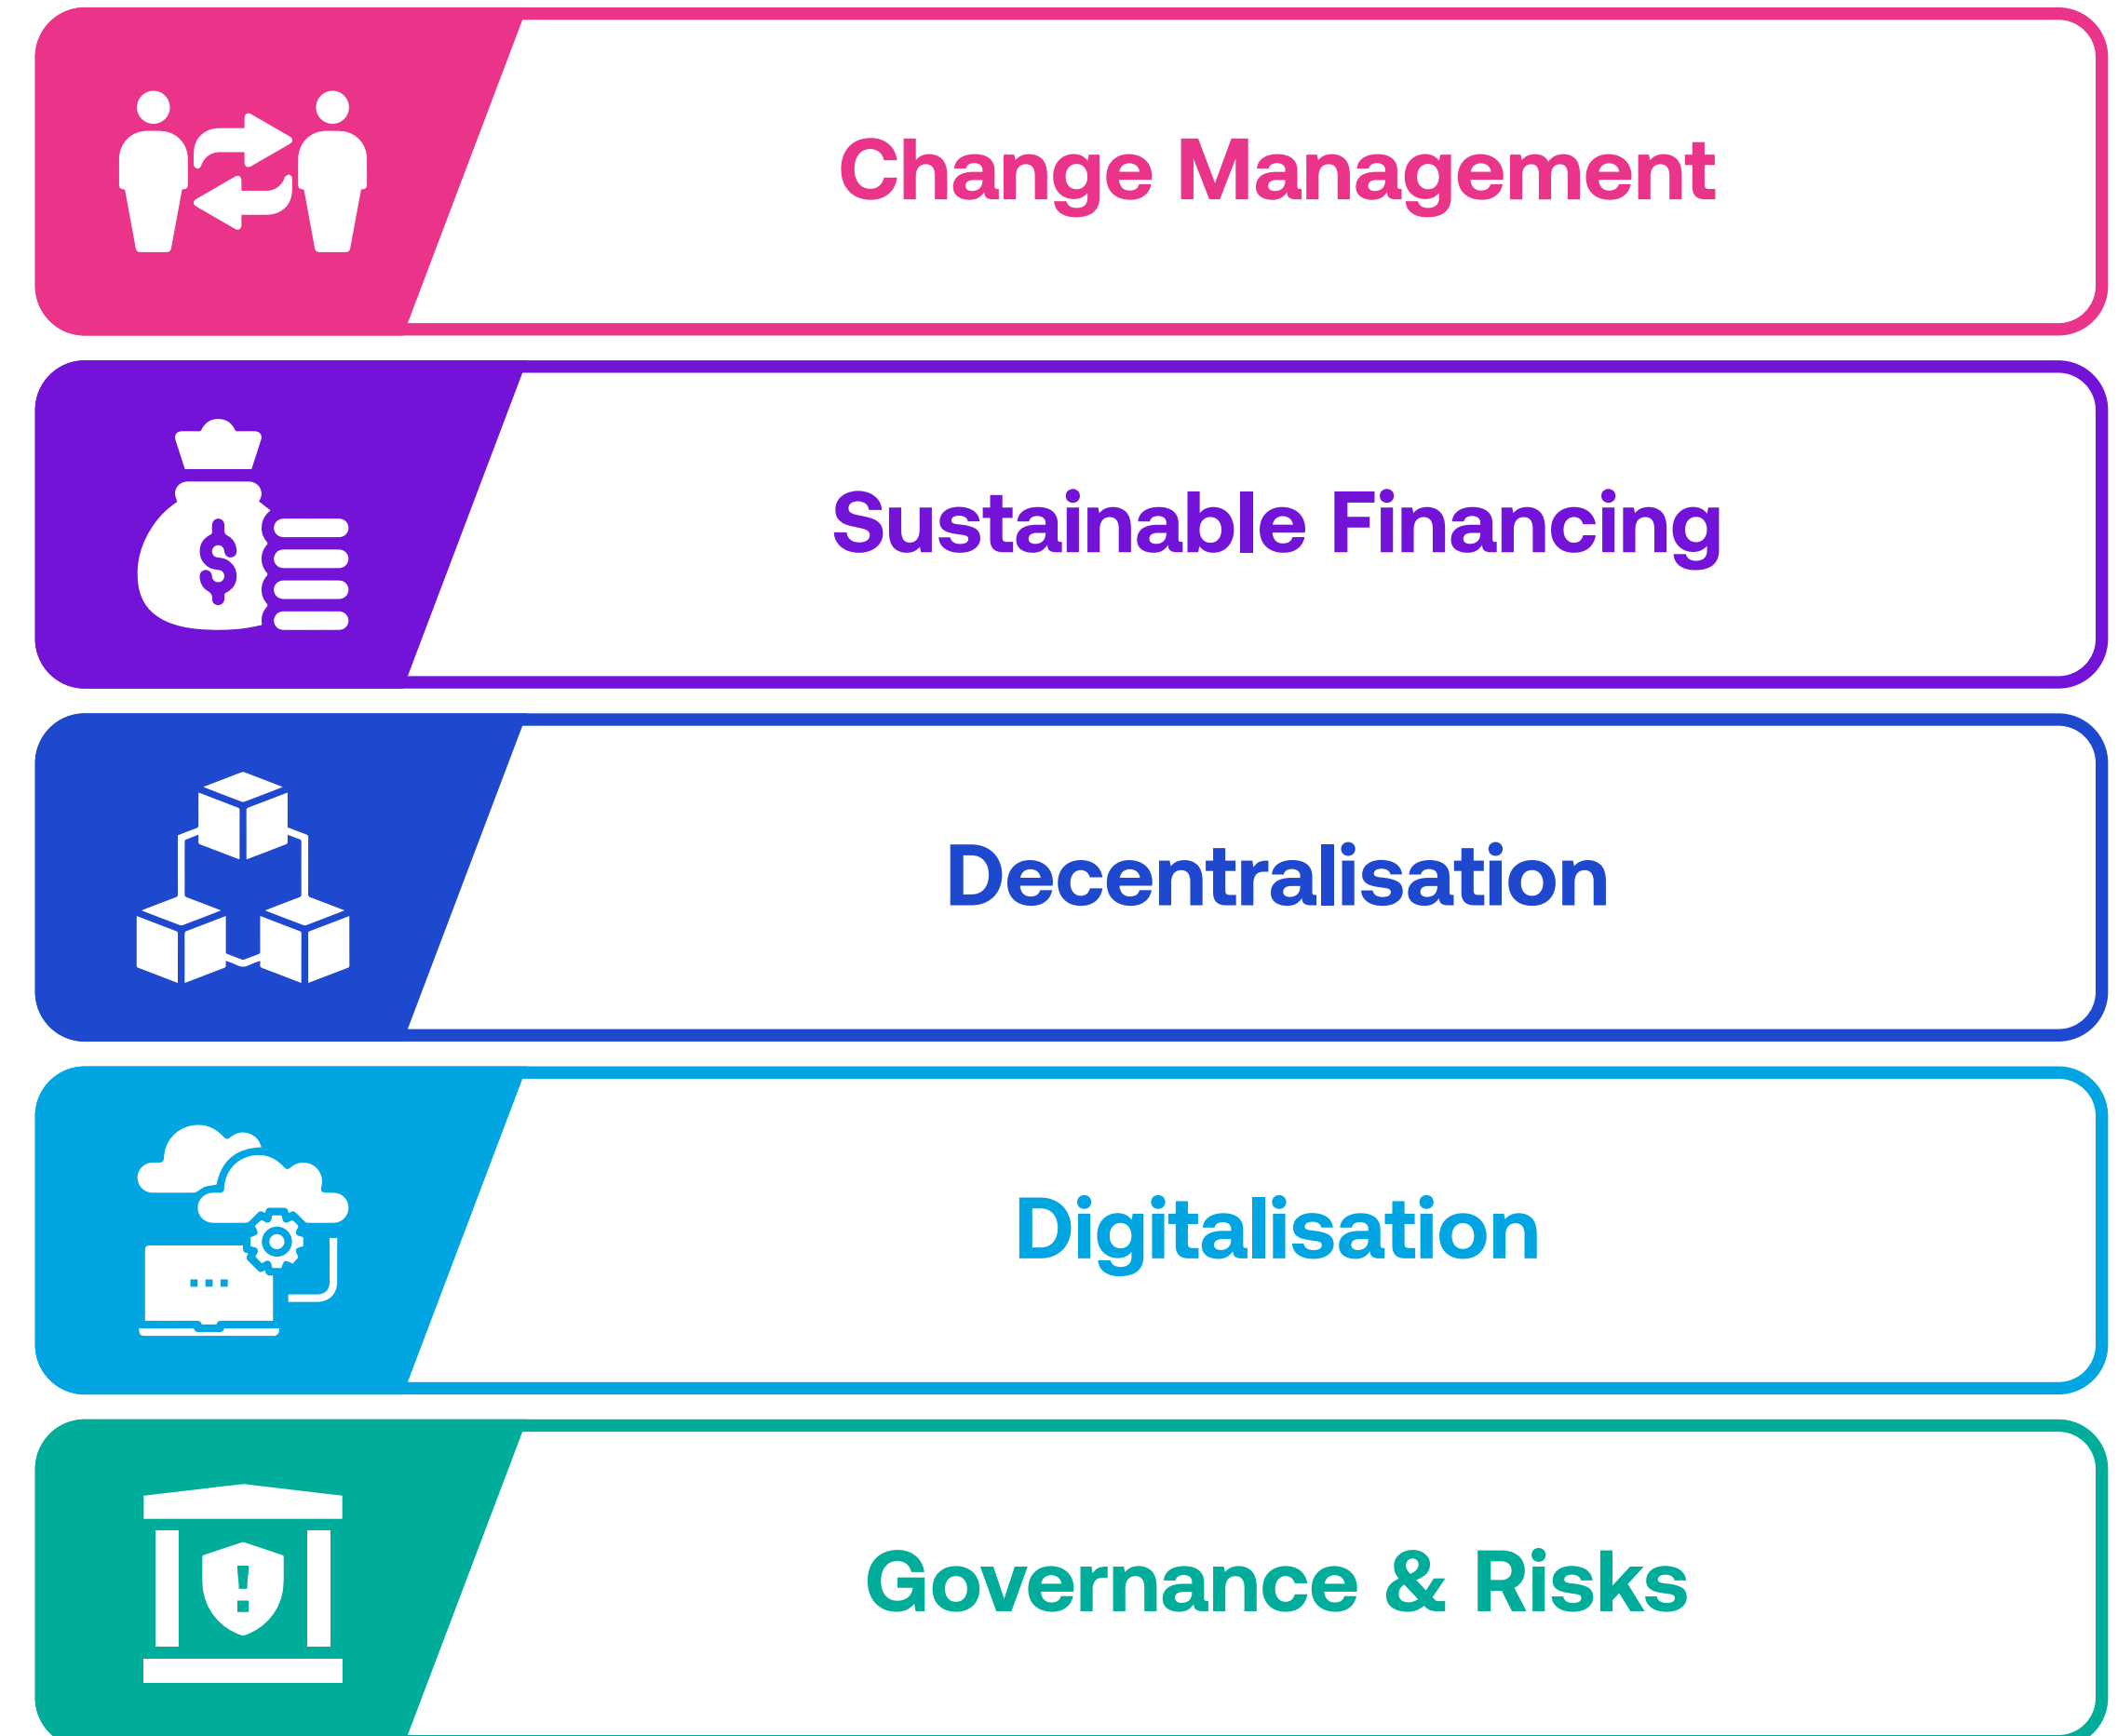 Change Management
Sustainable Financing
Decentralisation
Digitalisation
Governance & Risks